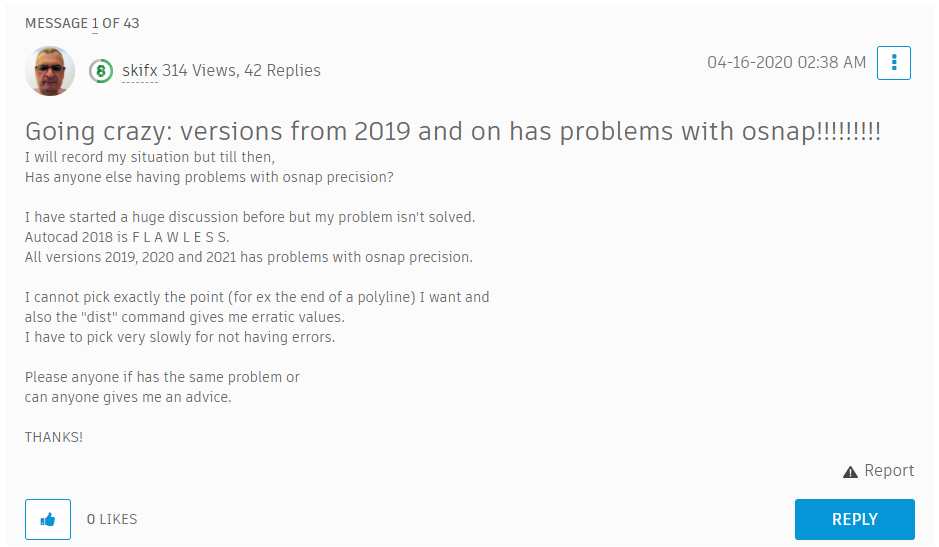 MESSAGE 1 OF 43
8 skifx 314 Views, 42 Replies
04-16-2020 02:38 AM
Going crazy: versions from 2019 and on has problems with osnap!!!!!!!!!
I will record my situation but till then,
Has anyone else having problems with osnap precision?
I have started a huge discussion before but my problem isn't solved.
Autocad 2018 is F L A W L E S S.
All versions 2019, 2020 and 2021 has problems with osnap precision.
I cannot pick exactly the point (for ex the end of a polyline) I want and
also the "dist" command gives me erratic values.
I have to pick very slowly for not having errors.
Please anyone if has the same problem or
can anyone gives me an advice.
THANKS!
Report
0 LIKES
REPLY